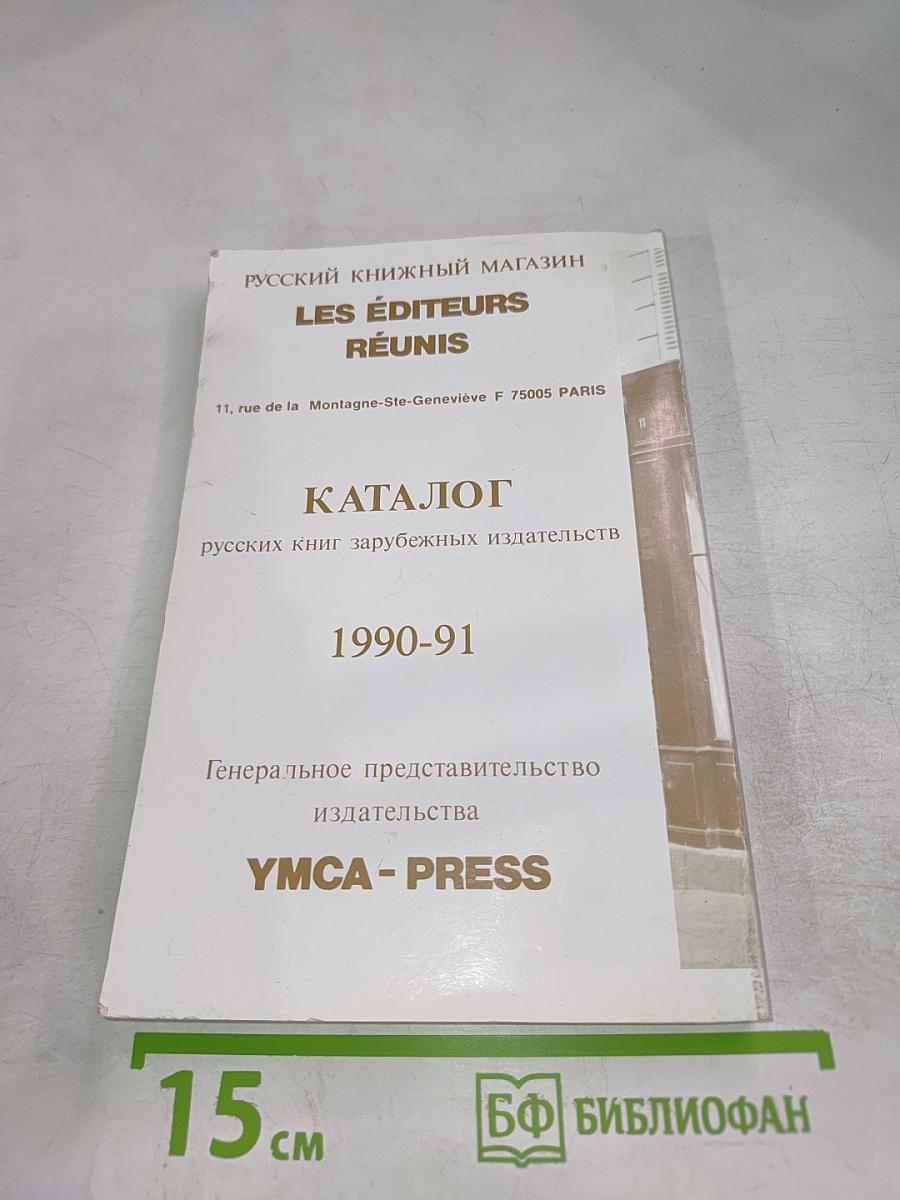 РУССКИЙ КНИЖНЫЙ МАГАЗИН
LES ÉDITEURS
RÉUNIS
11, rue de la Montagne-Ste-Geneviève F 75005 PARIS
11
КАТАЛОГ
русских книг зарубежных издательств
1990-91
Генеральное представительство
издательства
YMCA-PRESS
15 см
БФ БИБЛИОФАН